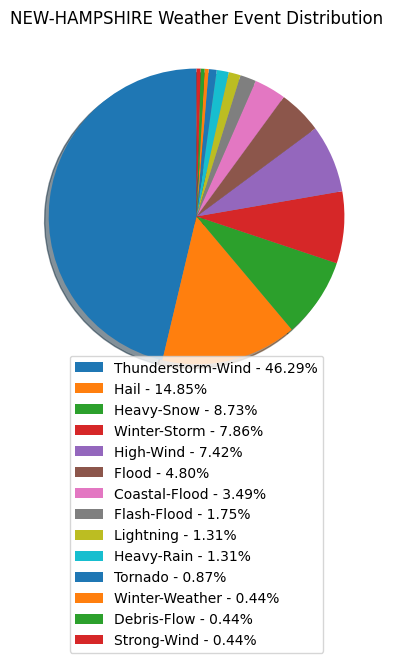 NEW-HAMPSHIRE Weather Event Distribution
Thunderstorm-Wind - 46.29%
Hail - 14.85%
Heavy-Snow - 8.73%
Winter-Storm - 7.86%
High-Wind - 7.42%
Flood - 4.80%
Coastal-Flood - 3.49%
Flash-Flood - 1.75%
Lightning - 1.31%
Heavy-Rain - 1.31%
Tornado - 0.87%
Winter-Weather - 0.44%
Debris-Flow - 0.44%
Strong-Wind - 0.44%